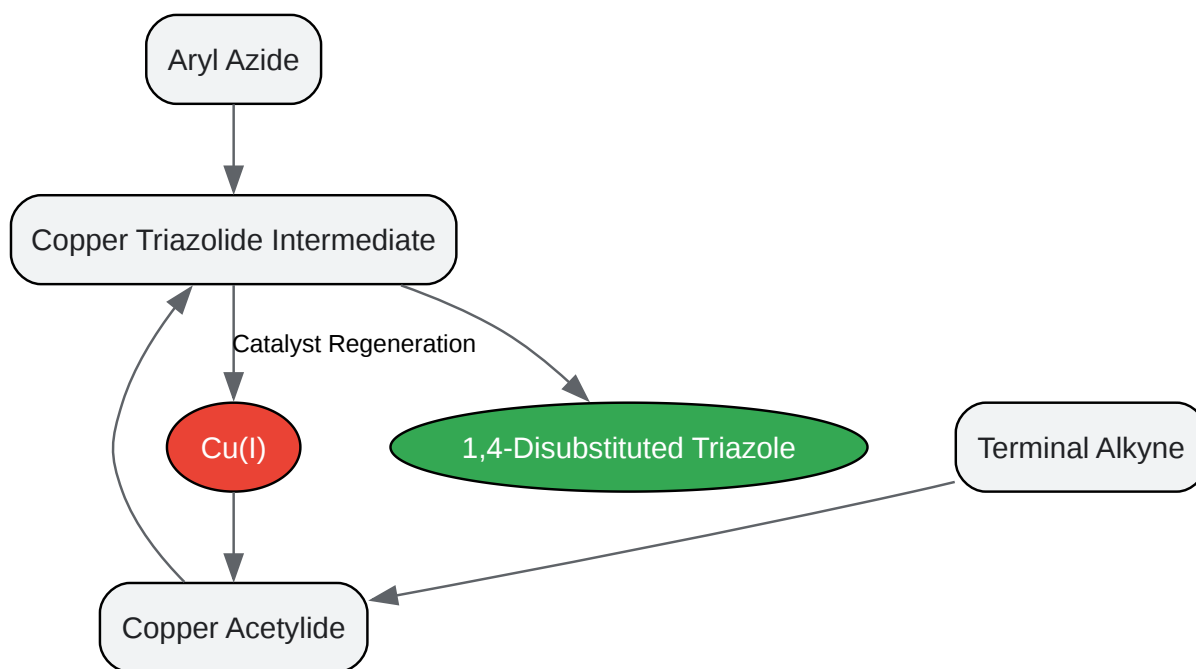 Aryl Azide
Copper Triazolide Intermediate
Catalyst Regeneration
Cu(I)
1,4-Disubstituted Triazole
Terminal Alkyne
Copper Acetylide